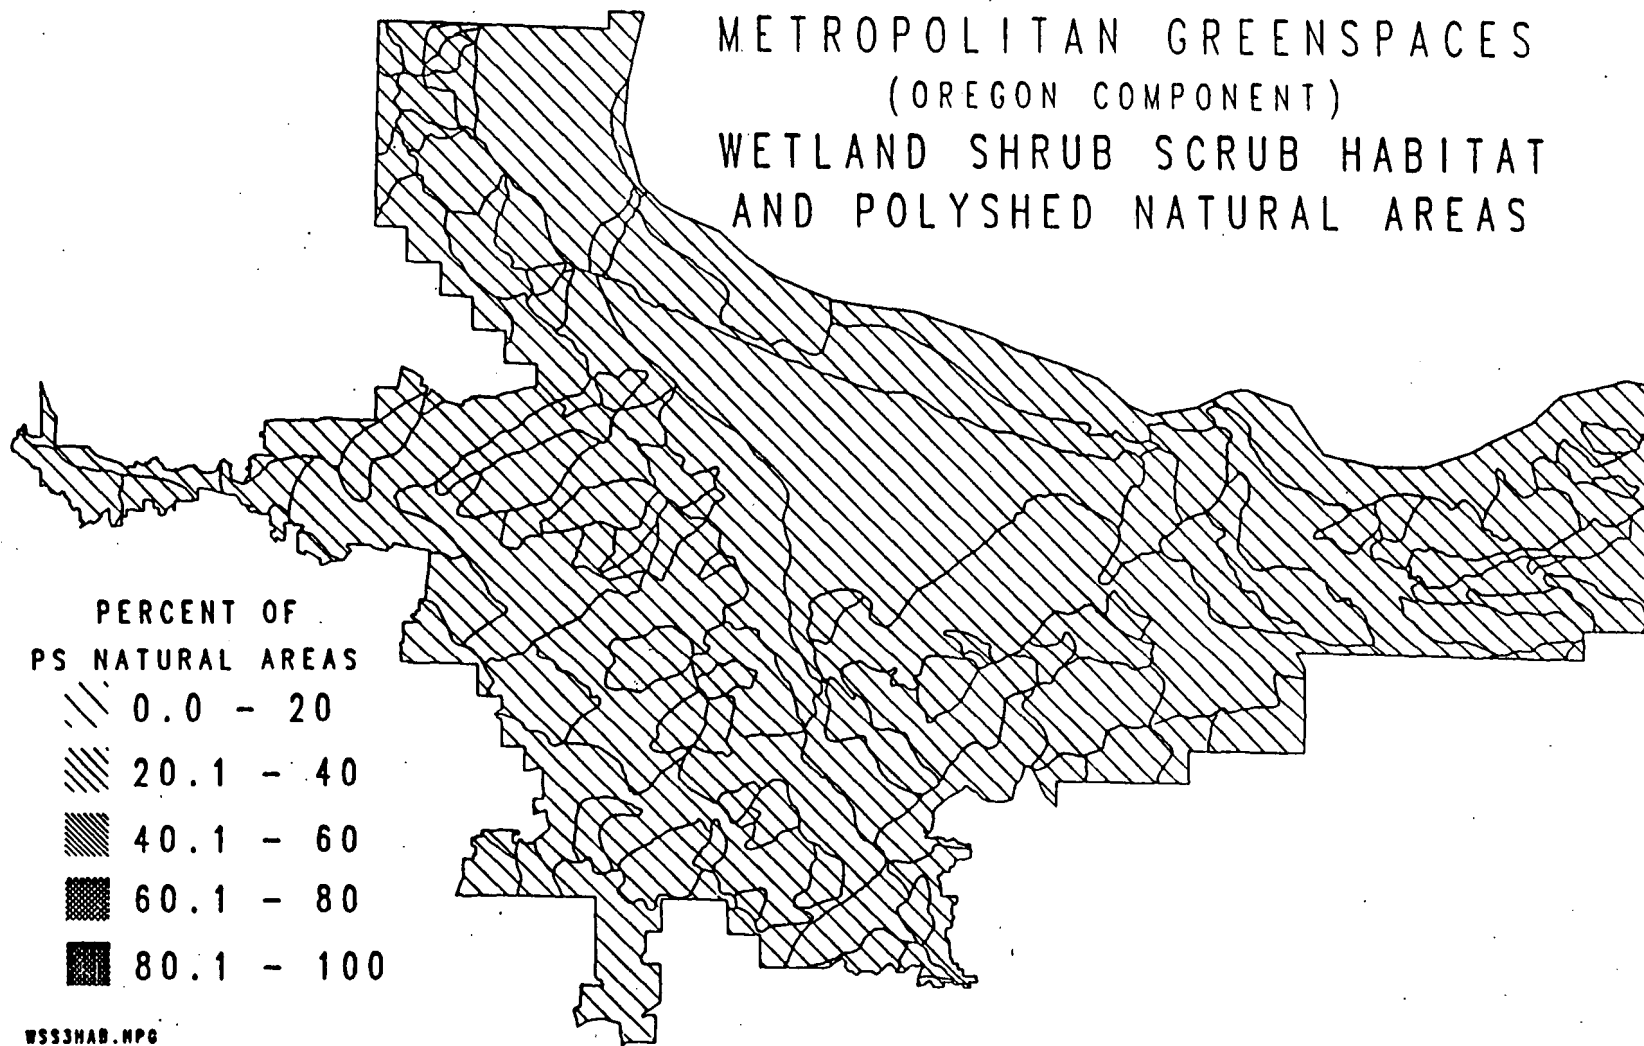 METROPOLITAN GREENSPACES
(OREGON COMPONENT)
WETLAND SHRUB SCRUB HABITAT
AND POLYSHED NATURAL AREAS
PERCENT OF
PS NATURAL AREAS
0.0 - 20
20.1 - 40
40.1 - 60
60.1 - 80
80.1 - 100
WSS3HAB.MPG